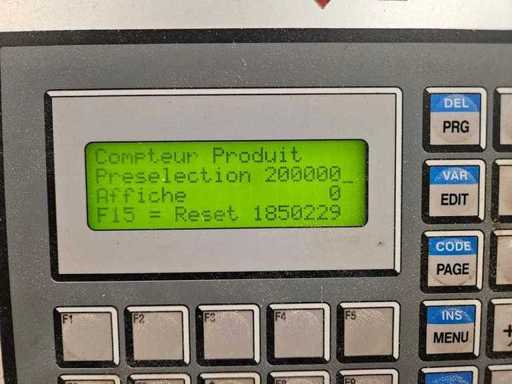 Compteur Produit
Preselection 200000_
Affiche 0
F15 = Reset 1850229
DEL
PRG
VAR
EDIT
CODE
PAGE
INS
MENU
F1 F2 F3 F4 F5
F9